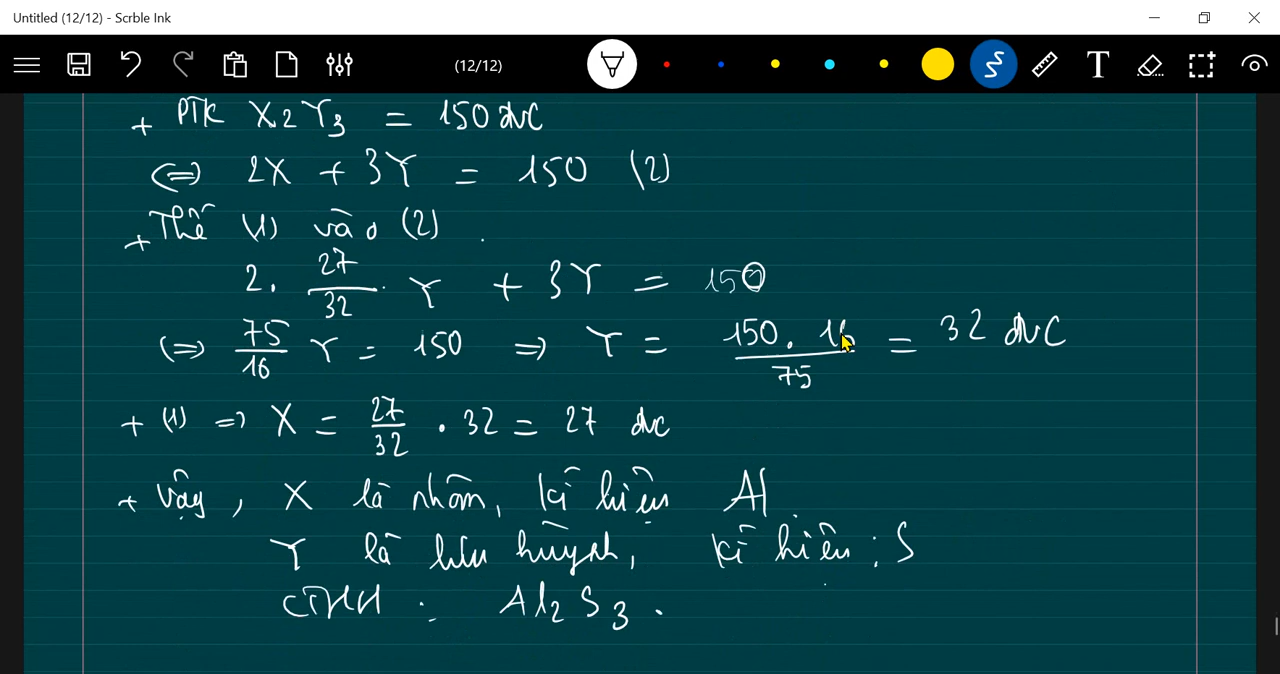 Untitled (12/12) - Scrble Ink
(12/12)
+ PTK X2Y3 = 150 đvC
<=> 2X + 3Y = 150 (2)
+ Thế (1) vào (2)
2. 27/32 . Y + 3Y = 150
<=> 75/16 Y = 150 => Y = 150 . 16/75 = 32 đvC
+ (1) => X = 27/32 . 32 = 27 đvC
+ Vậy, X là nhôm, kí hiệu Al
Y là lưu huỳnh, kí hiệu : S
CTHH : Al2S3.